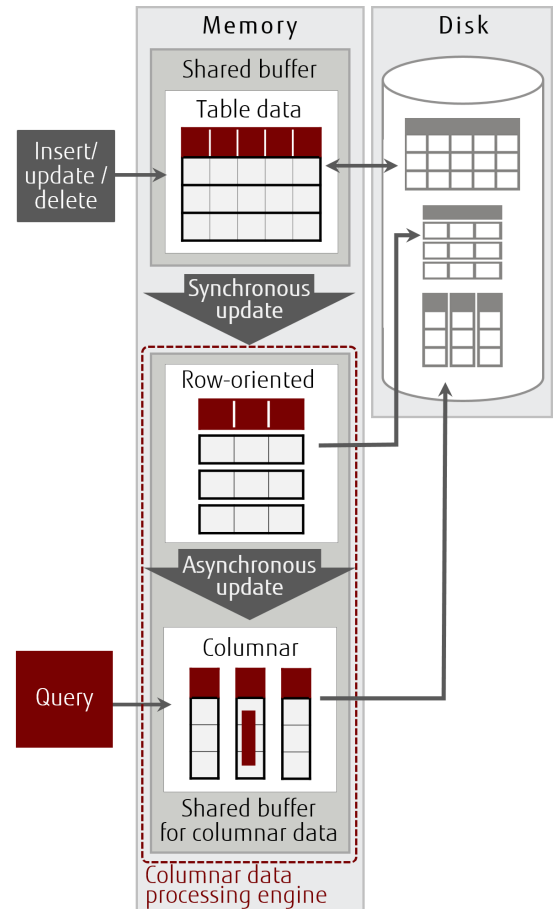 Memory
Disk
Shared buffer
Table data
Insert/
update /
delete
Synchronous
update
Row-oriented
Asynchronous
update
Columnar
Query
Shared buffer
for columnar data
Columnar data
processing engine